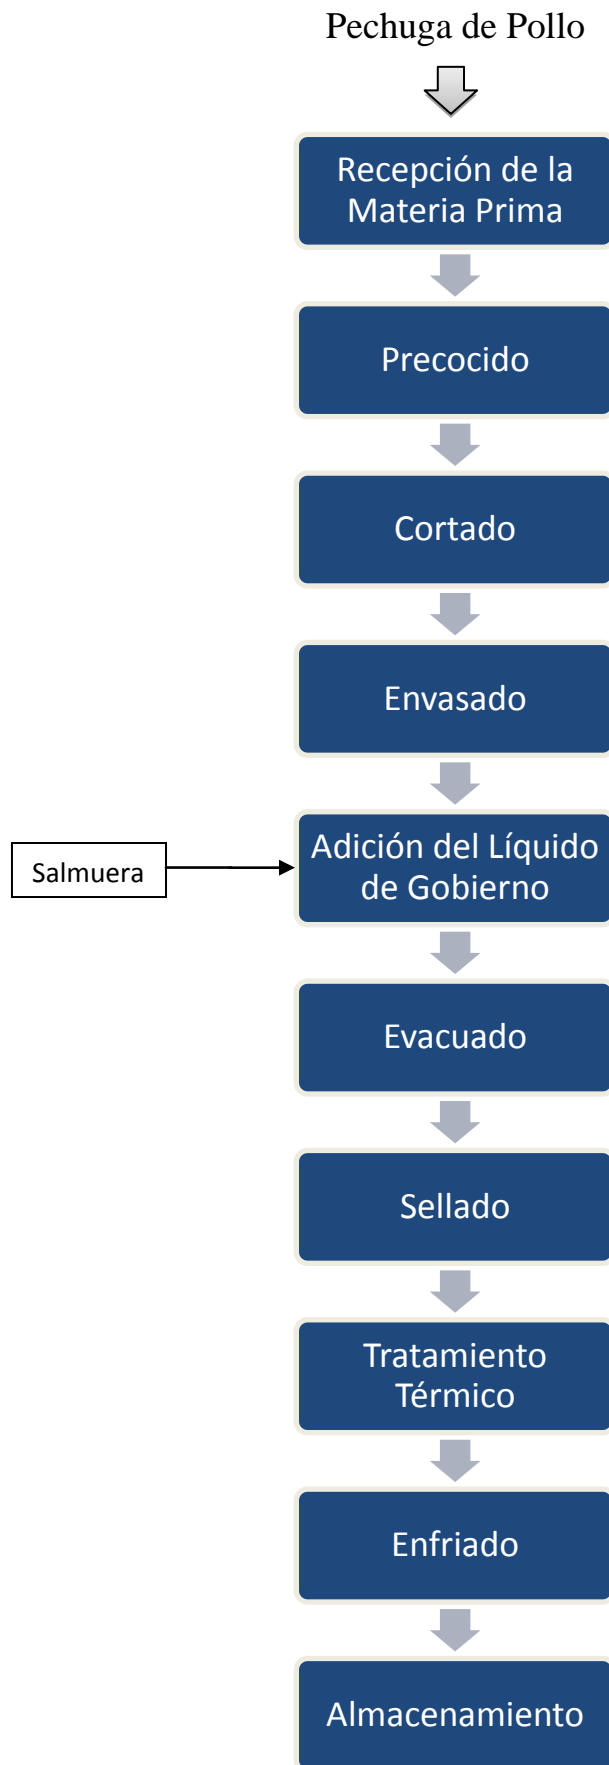 Pechuga de Pollo
Recepción de la
Materia Prima
Precocido
Cortado
Envasado
Salmuera
Adición del Líquido
de Gobierno
Evacuado
Sellado
Tratamiento
Térmico
Enfriado
Almacenamiento